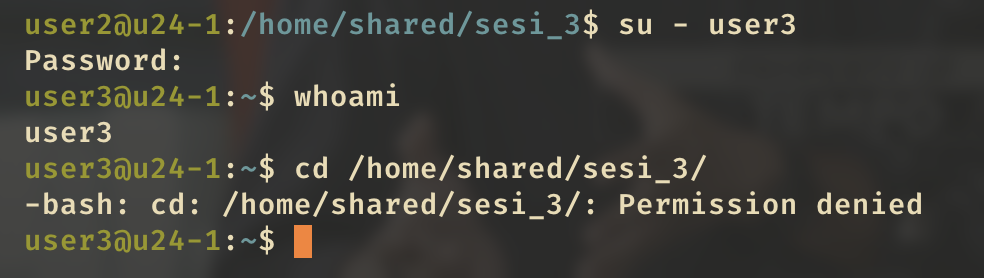 user2@u24-1:/home/shared/sesi_3$ su - user3
Password:
user3@u24-1:~$ whoami
user3
user3@u24-1:~$ cd /home/shared/sesi_3/
-bash: cd: /home/shared/sesi_3/: Permission denied
user3@u24-1:~$